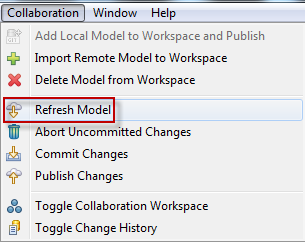 Collaboration Window Help
Add Local Model to Workspace and Publish
Import Remote Model to Workspace
Delete Model from Workspace
Refresh Model
Abort Uncommitted Changes
Commit Changes
Publish Changes
Toggle Collaboration Workspace
Toggle Change History